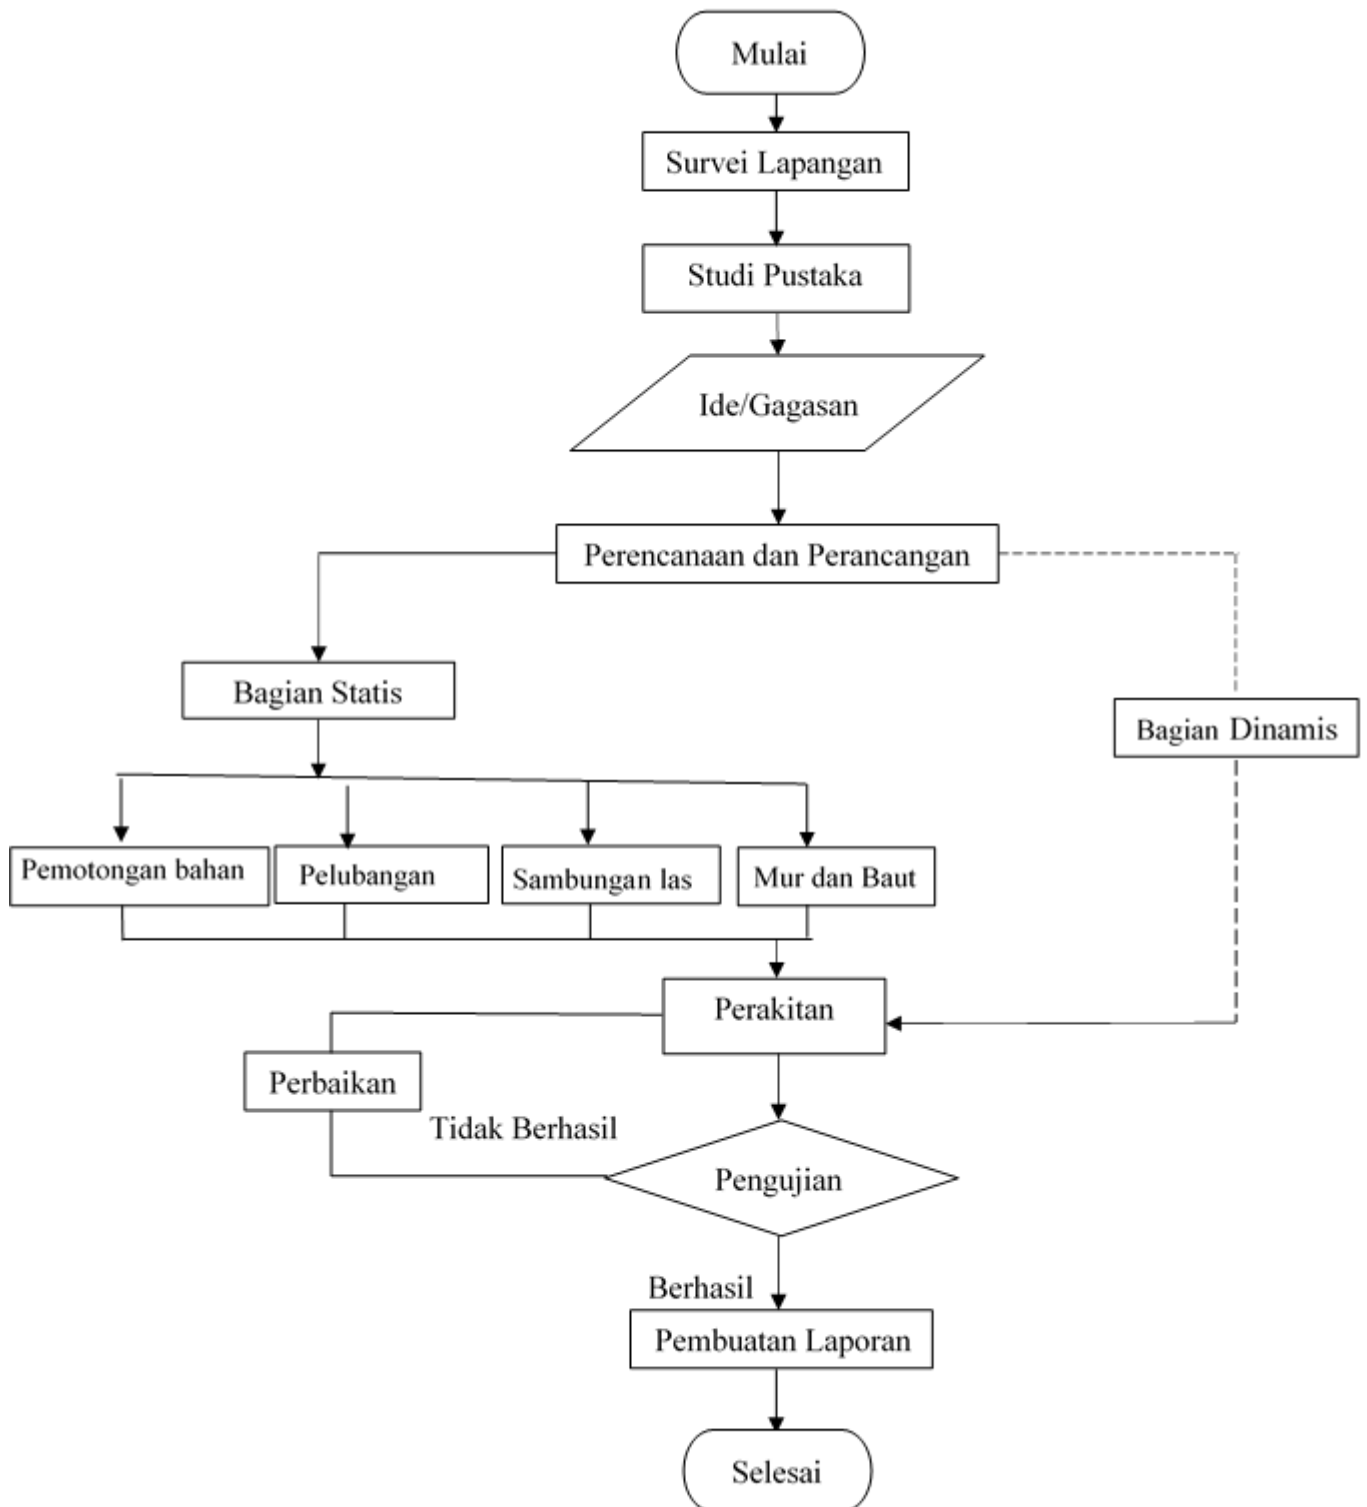 Mulai
Survei Lapangan
Studi Pustaka
Ide/Gagasan
Perencanaan dan Perancangan
Bagian Statis
Bagian Dinamis
Pemotongan bahan
Pelubangan
Sambungan las
Mur dan Baut
Perakitan
Perbaikan
Tidak Berhasil
Pengujian
Berhasil
Pembuatan Laporan
Selesai